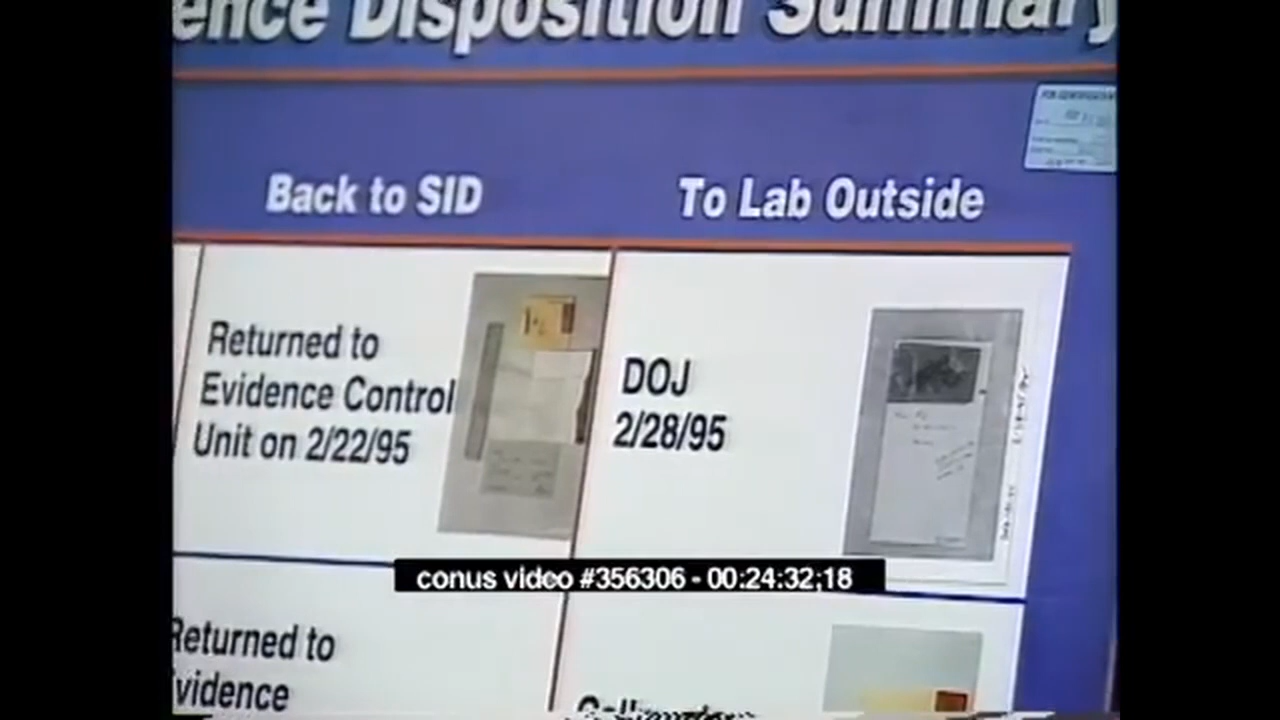 ence Disposition Summary
Back to SID
To Lab Outside
Returned to
Evidence Control
Unit on 2/22/95
DOJ
2/28/95
conus video #356306 - 00:24:32;18
Returned to
vidence